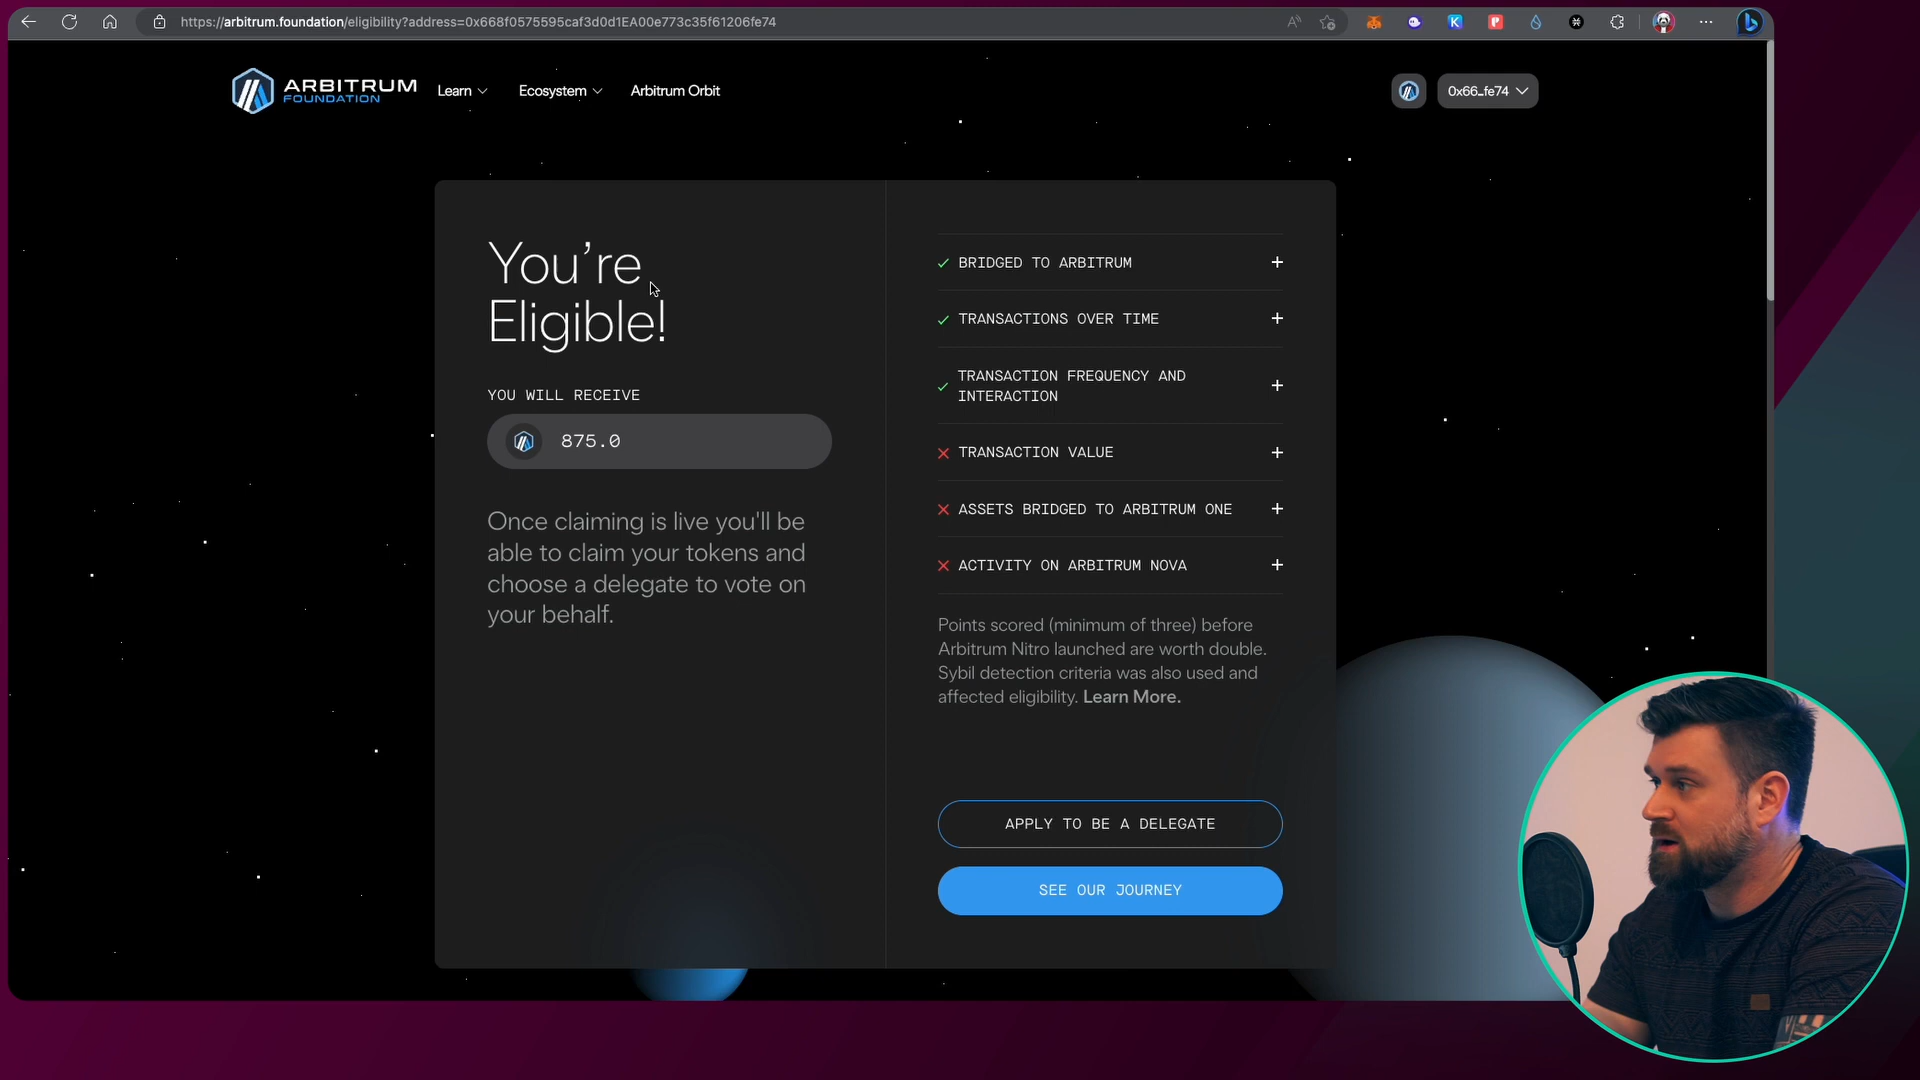 https://arbitrum.foundation/eligibility?address=0x668f0575595caf3d0d1EA00e773c35f61206fe74
ARBITRUM
FOUNDATION
Learn
Ecosystem
Arbitrum Orbit
0x66_fe74
You're
Eligible!
YOU WILL RECEIVE
875.0
Once claiming is live you'll be
able to claim your tokens and
choose a delegate to vote on
your behalf.
BRIDGED TO ARBITRUM
TRANSACTIONS OVER TIME
TRANSACTION FREQUENCY AND
INTERACTION
TRANSACTION VALUE
ASSETS BRIDGED TO ARBITRUM ONE
ACTIVITY ON ARBITRUM NOVA
Points scored (minimum of three) before
Arbitrum Nitro launched are worth double.
Sybil detection criteria was also used and
affected eligibility. Learn More.
APPLY TO BE A DELEGATE
SEE OUR JOURNEY